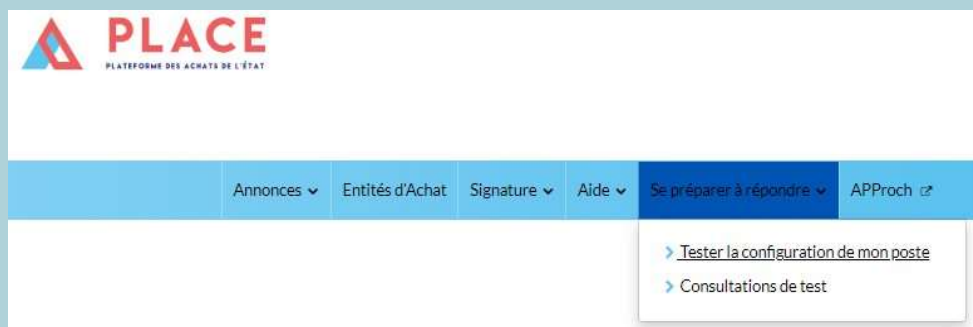 PLACE
PLATEFORME DES ACHATS DE L'ÉTAT
Annonces Entités d'Achat Signature Aide Se préparer à répondre APProch
Tester la configuration de mon poste
Consultations de test